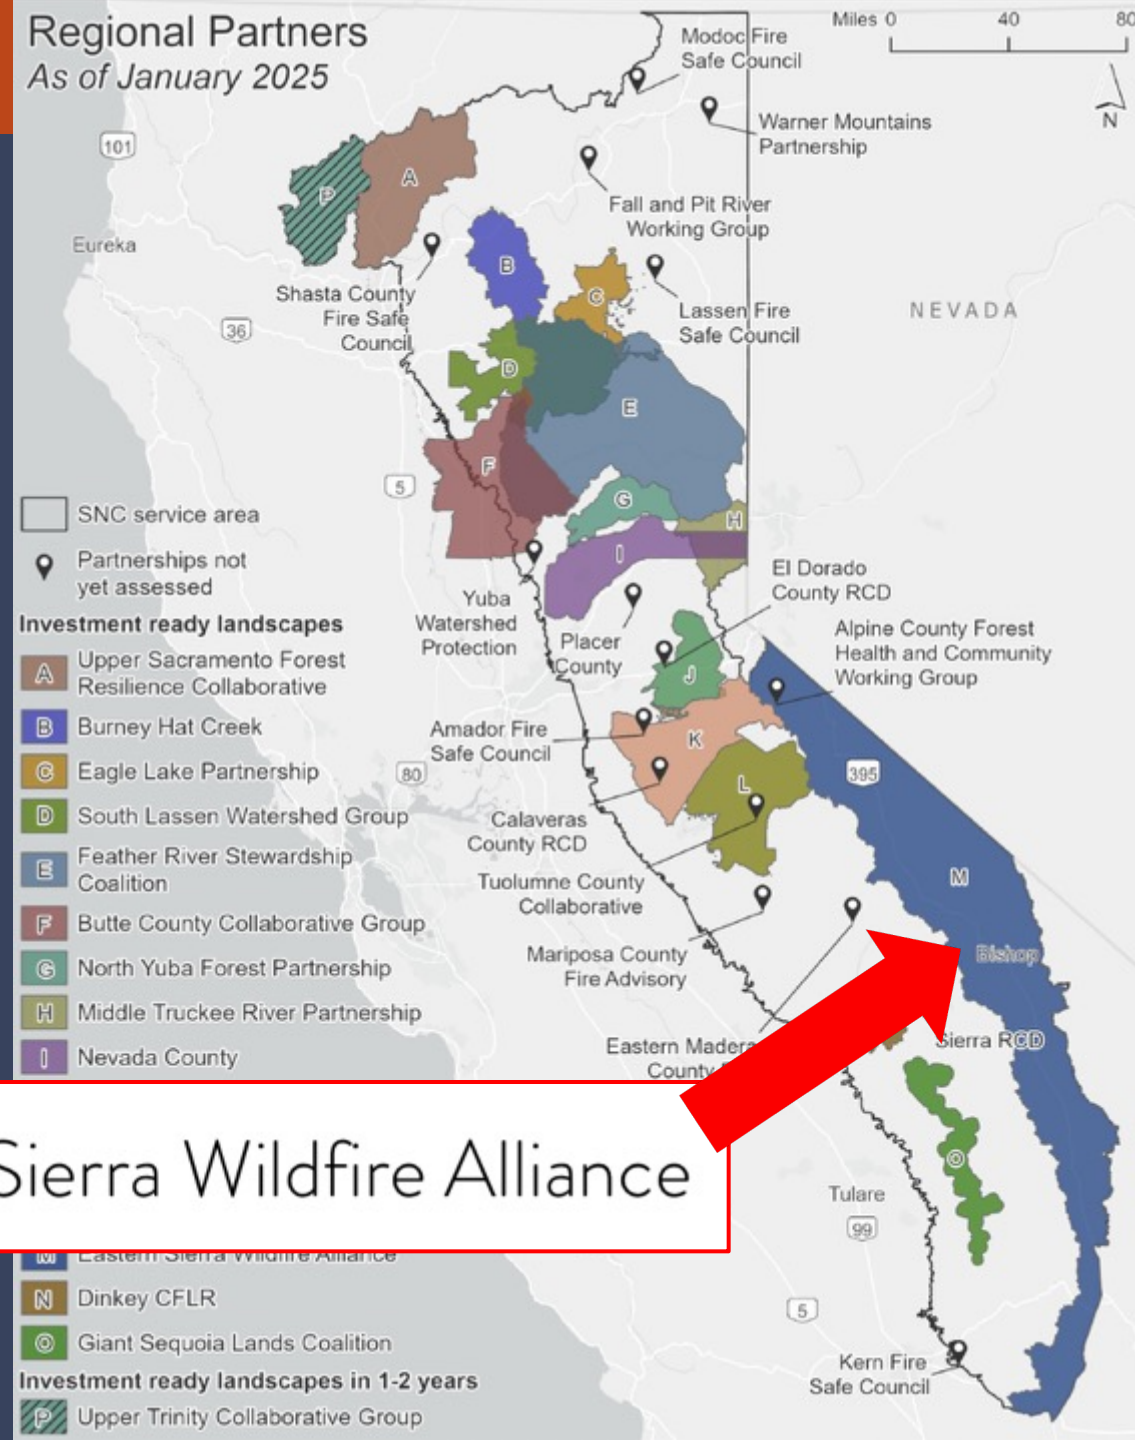 Regional Partners
As of January 2025
Miles 0 40 80
N
Modoc Fire
Safe Council
Warner Mountains
Partnership
101
P
A
Fall and Pit River
Working Group
Eureka
B
Shasta County
Fire Safe
Council
C
Lassen Fire
Safe Council
NEVADA
36
D
E
F
5
G
H
I
SNC service area
Partnerships not
yet assessed
El Dorado
County RCD
Yuba
Watershed
Protection
Placer
County
Alpine County Forest
Health and Community
Working Group
Investment ready landscapes
A Upper Sacramento Forest
Resilience Collaborative
B Burney Hat Creek
C Eagle Lake Partnership
D South Lassen Watershed Group
E Feather River Stewardship
Coalition
F Butte County Collaborative Group
G North Yuba Forest Partnership
H Middle Truckee River Partnership
I Nevada County
J
Amador Fire
Safe Council
K
80
395
L
Calaveras
County RCD
M
Tuolumne County
Collaborative
Mariposa County
Fire Advisory
Bishop
Eastern Madera
County
Sierra RCD
Sierra Wildfire Alliance
O
Tulare
99
M Eastern Sierra Wildfire Alliance
N Dinkey CFLR
O Giant Sequoia Lands Coalition
5
Kern Fire
Safe Council
Investment ready landscapes in 1-2 years
P Upper Trinity Collaborative Group